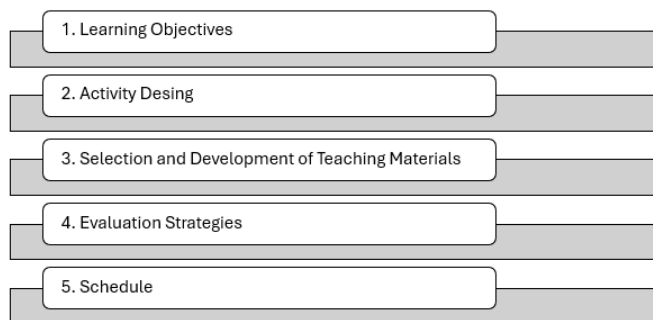 1. Learning Objectives
2. Activity Desing
3. Selection and Development of Teaching Materials
4. Evaluation Strategies
5. Schedule